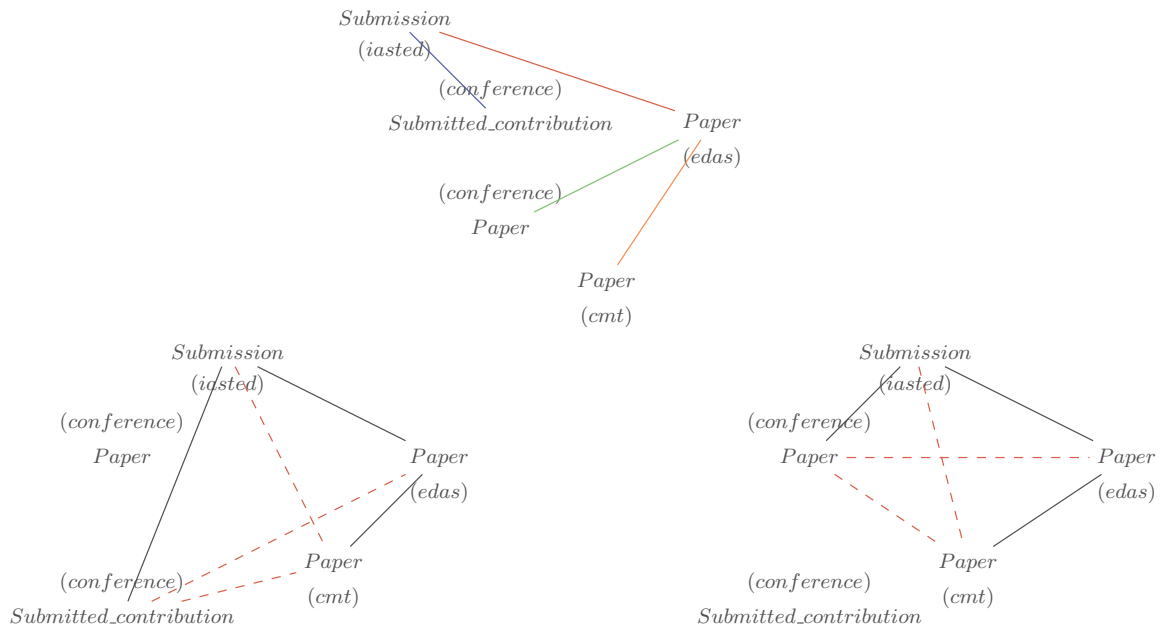 Submission
(iasted)
(conference)
Submitted_contribution
Paper
(edas)
(conference)
Paper
Paper
(cmt)
Submission
(iasted)
(conference)
Paper
Paper
(edas)
Paper
(cmt)
(conference)
Submitted_contribution
Submission
(iasted)
(conference)
Paper
Paper
(edas)
Paper
(cmt)
(conference)
Submitted_contribution